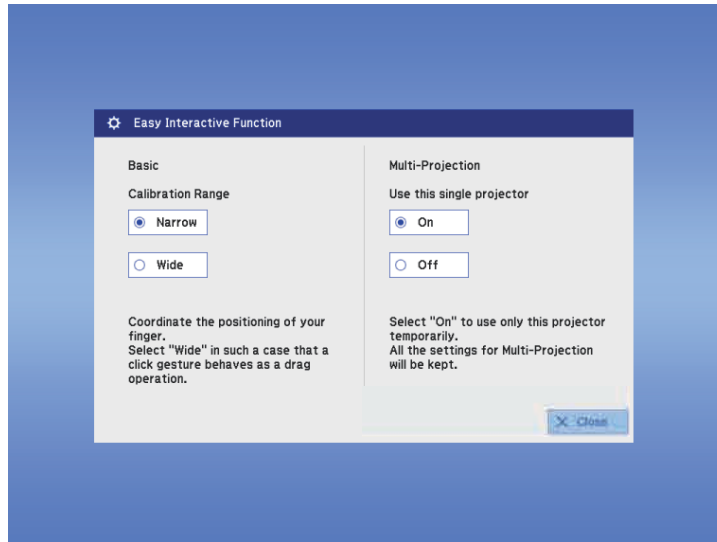 Easy Interactive Function
Basic
Calibration Range
Narrow
Wide
Coordinate the positioning of your
finger.
Select "Wide" in such a case that a
click gesture behaves as a drag
operation.
Multi-Projection
Use this single projector
On
Off
Select "On" to use only this projector
temporarily.
All the settings for Multi-Projection
will be kept.
Close